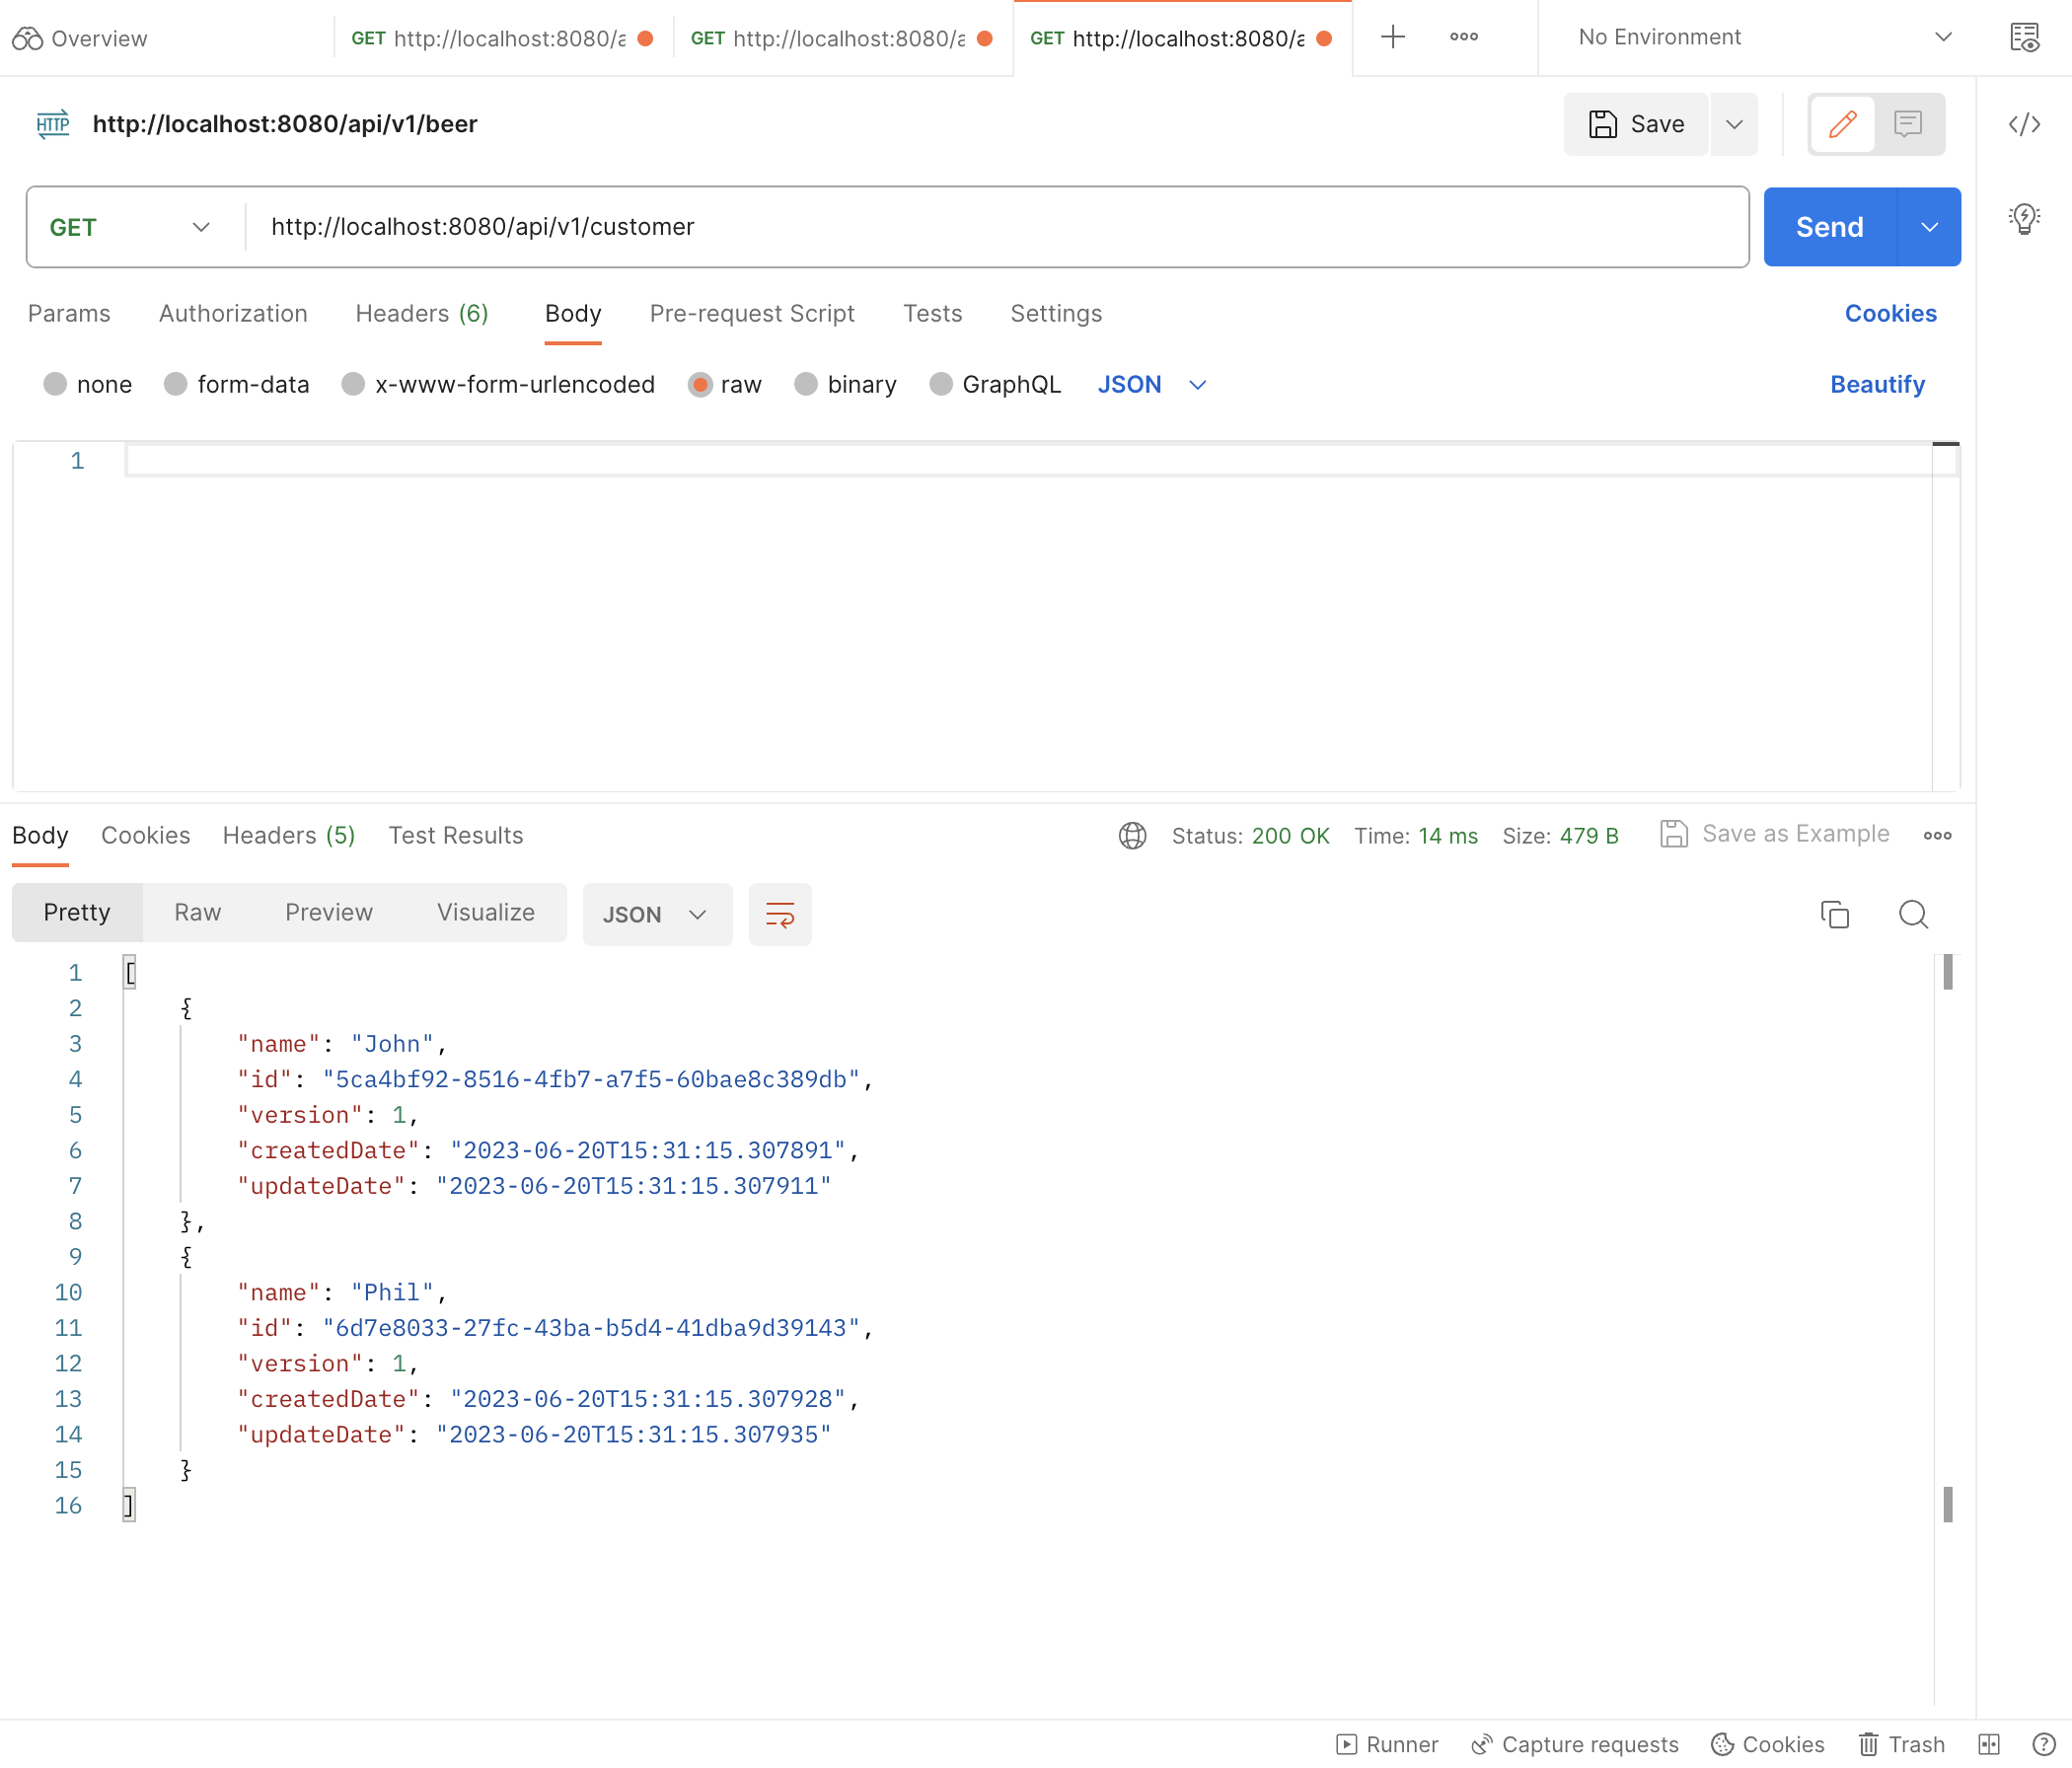 Overview
GET http://localhost:8080/a
GET http://localhost:8080/a
GET http://localhost:8080/a
No Environment
HTTP http://localhost:8080/api/v1/beer
Save
GET http://localhost:8080/api/v1/customer
Send
Params Authorization Headers (6) Body Pre-request Script Tests Settings Cookies
none form-data x-www-form-urlencoded raw binary GraphQL JSON Beautify
1
Body Cookies Headers (5) Test Results Status: 200 OK Time: 14 ms Size: 479 B Save as Example
Pretty Raw Preview Visualize JSON
1 [
2 {
3 "name": "John",
4 "id": "5ca4bf92-8516-4fb7-a7f5-60bae8c389db",
5 "version": 1,
6 "createdDate": "2023-06-20T15:31:15.307891",
7 "updateDate": "2023-06-20T15:31:15.307911"
8 },
9 {
10 "name": "Phil",
11 "id": "6d7e8033-27fc-43ba-b5d4-41dba9d39143",
12 "version": 1,
13 "createdDate": "2023-06-20T15:31:15.307928",
14 "updateDate": "2023-06-20T15:31:15.307935"
15 }
16 ]
Runner Capture requests Cookies Trash